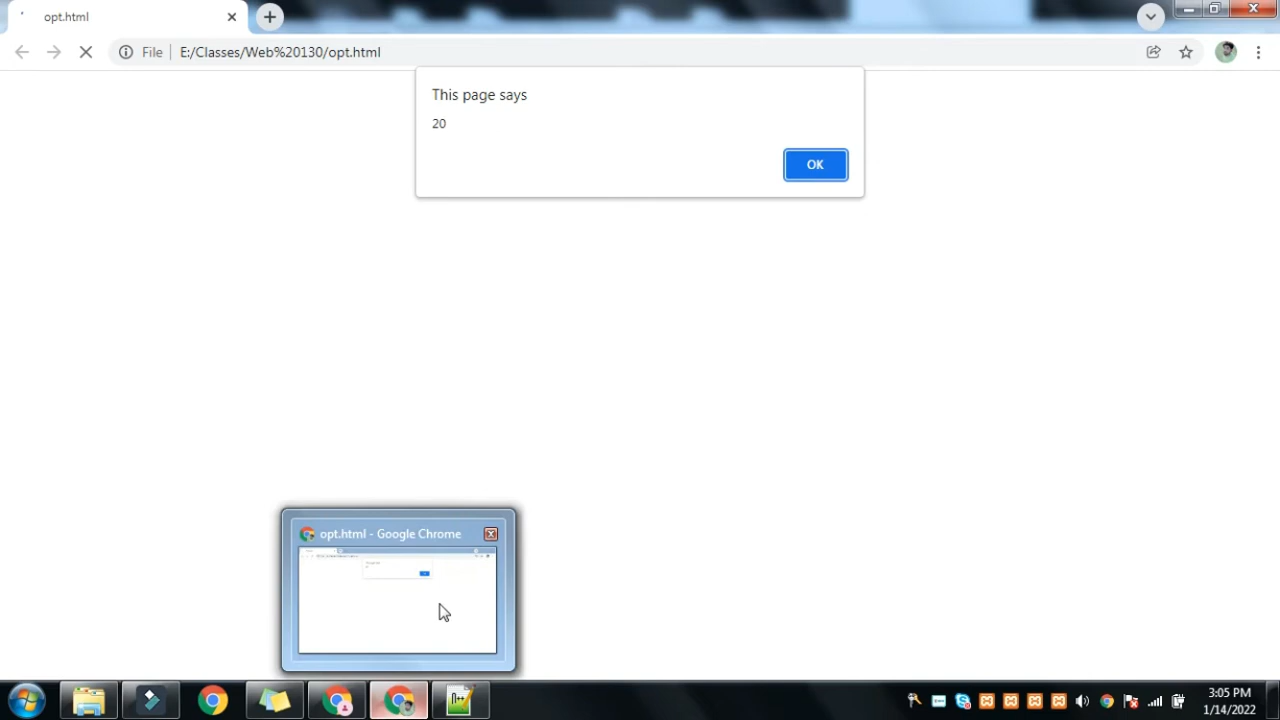 opt.html
File
E:/Classes/Web%20130/opt.html
This page says
20
OK
opt.html - Google Chrome
3:05 PM
1/14/2022